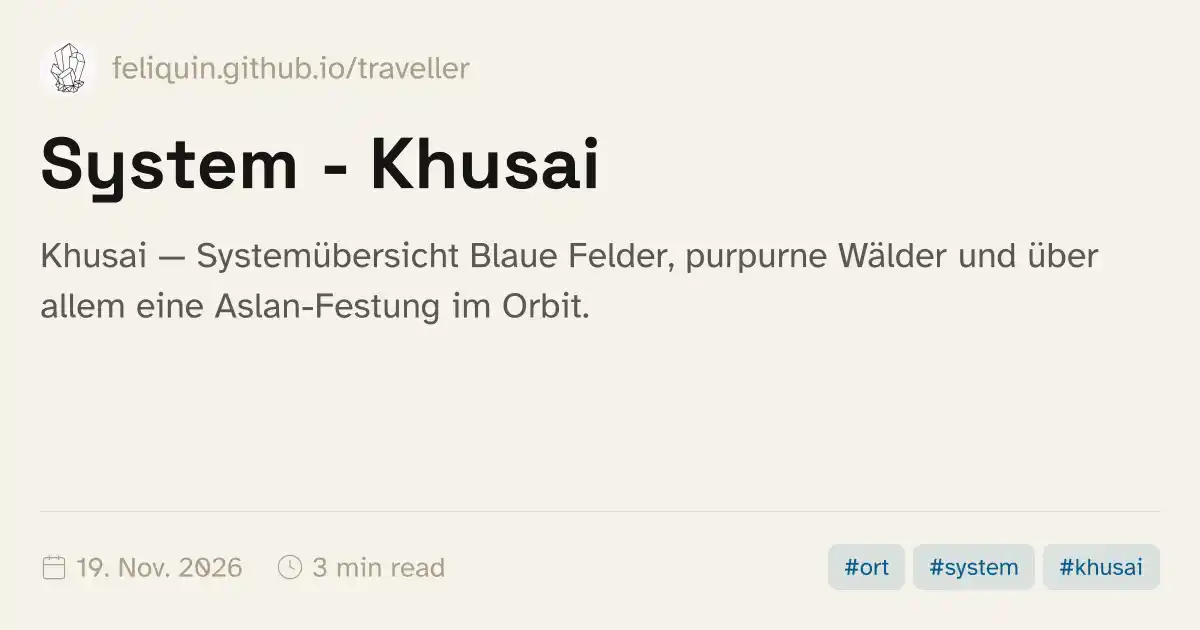 feliquin.github.io/traveller
System - Khusai
Khusai — Systemübersicht Blaue Felder, purpurne Wälder und über
allem eine Aslan-Festung im Orbit.
19. Nov. 2026 3 min read #ort #system #khusai